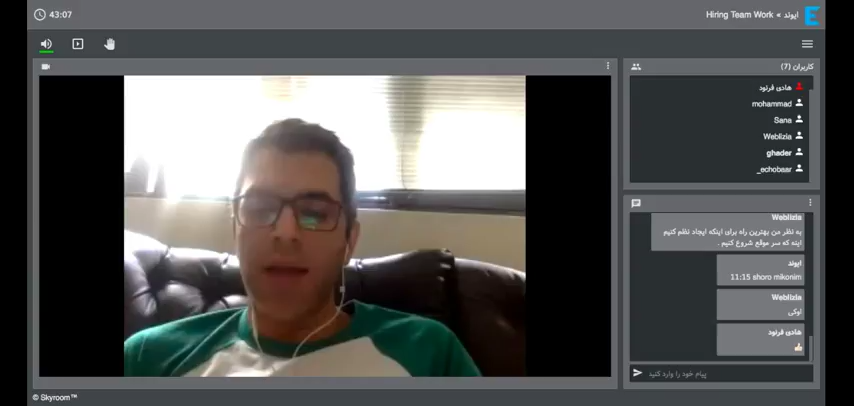 43:07
ایوند » Hiring Team Work
کاربران (7)
هادی فرنود
mohammad
Sana
Weblizia
ghader
echobaar_
Weblizia
به نظر من بهترین راه برای اینکه ایجاد نظم کنیم
اینه که سر موقع شروع کنیم .
ایوند
11:15 shoro mikonim
Weblizia
اوکی
هادی فرنود
👍🏻
پیام خود را وارد کنید
© Skyroom™